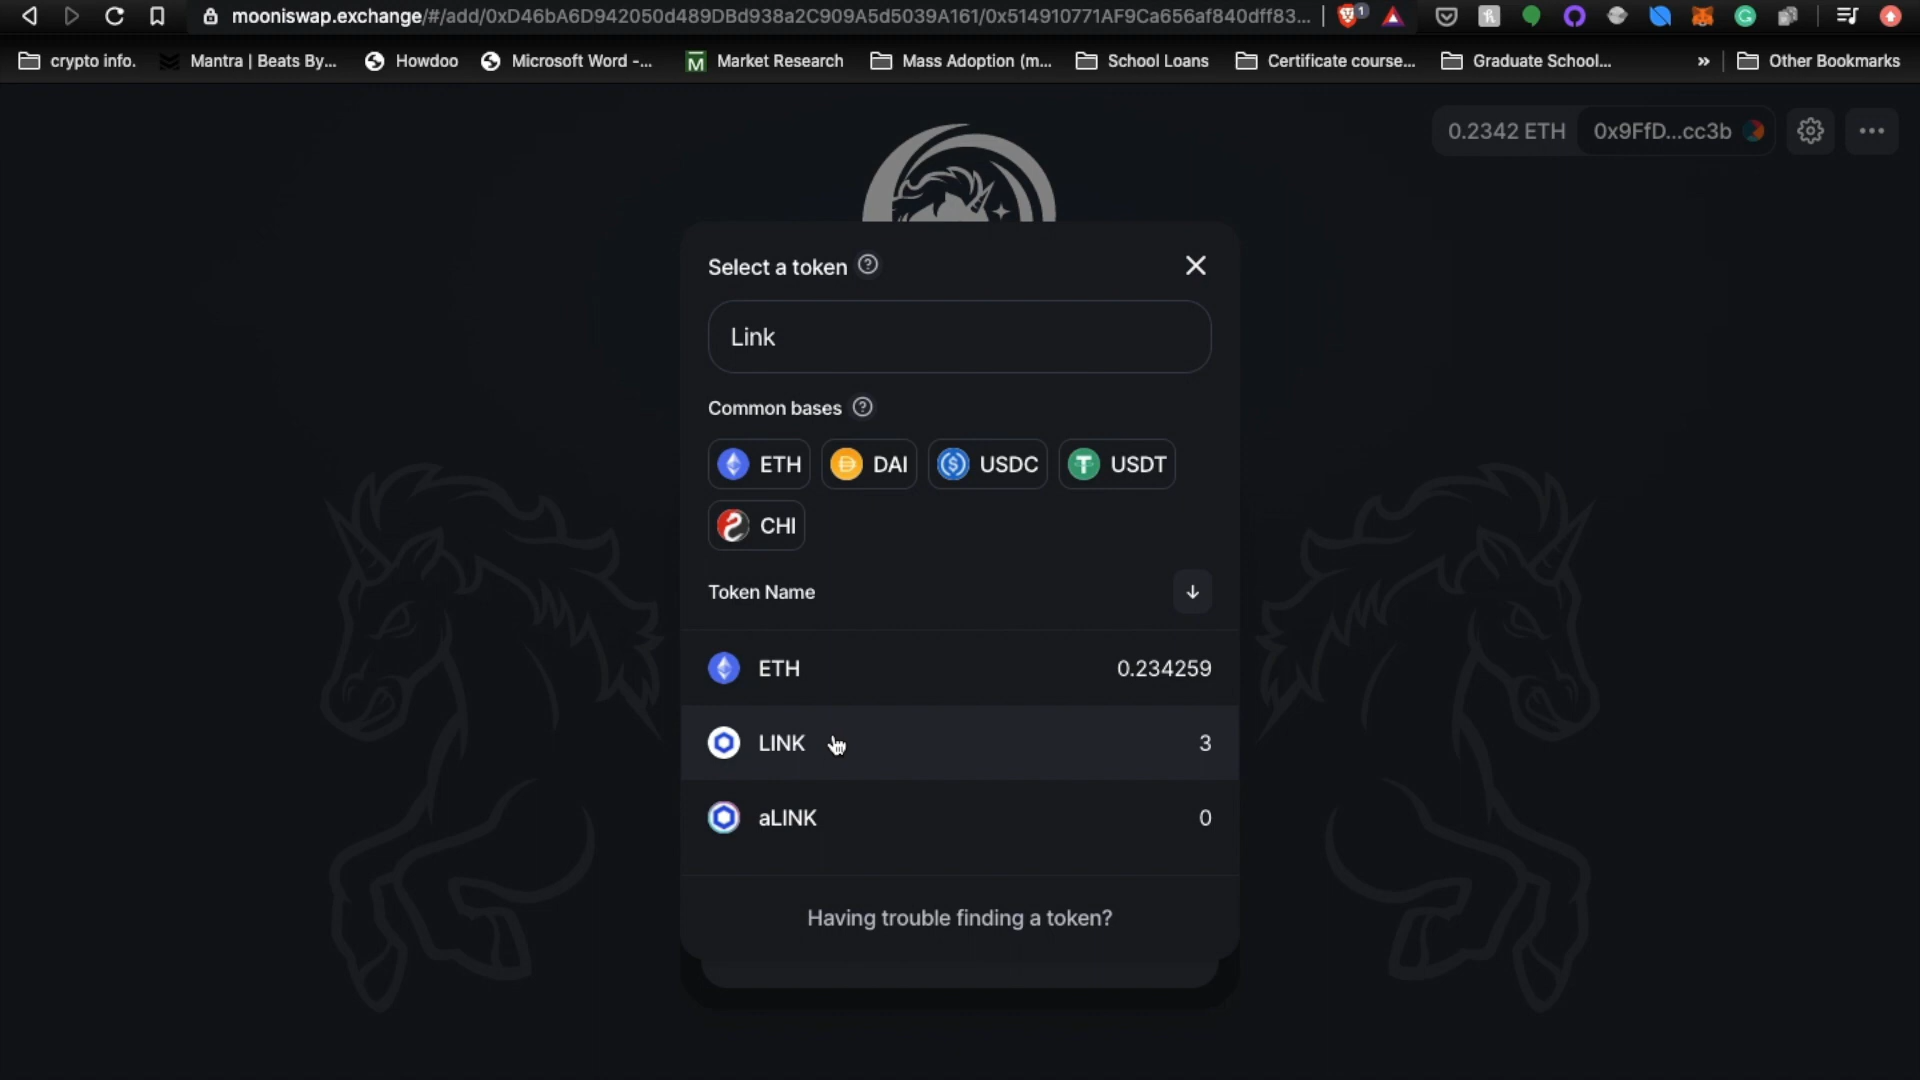 mooniswap.exchange/#/add/0xD46bA6D942050d489DBd938a2C909A5d5039A161/0x514910771AF9Ca656af840dff83...
1
crypto info.
Mantra | Beats By...
Howdoo
Microsoft Word -...
Market Research
Mass Adoption (m...
School Loans
Certificate course...
Graduate School...
»
Other Bookmarks
0.2342 ETH
0x9FfD...cc3b
Select a token
Link
Common bases
ETH
DAI
USDC
USDT
CHI
Token Name
ETH 0.234259
LINK 3
aLINK 0
Having trouble finding a token?